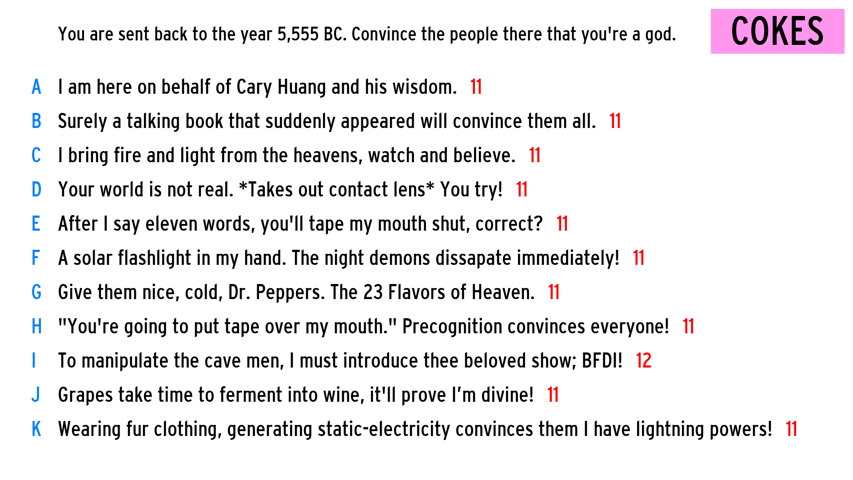 You are sent back to the year 5,555 BC. Convince the people there that you're a god.
COKES
A I am here on behalf of Cary Huang and his wisdom. 11
B Surely a talking book that suddenly appeared will convince them all. 11
C I bring fire and light from the heavens, watch and believe. 11
D Your world is not real. *Takes out contact lens* You try! 11
E After I say eleven words, you'll tape my mouth shut, correct? 11
F A solar flashlight in my hand. The night demons dissapate immediately! 11
G Give them nice, cold, Dr. Peppers. The 23 Flavors of Heaven. 11
H "You're going to put tape over my mouth." Precognition convinces everyone! 11
I To manipulate the cave men, I must introduce thee beloved show; BFDI! 12
J Grapes take time to ferment into wine, it'll prove I’m divine! 11
K Wearing fur clothing, generating static-electricity convinces them I have lightning powers! 11